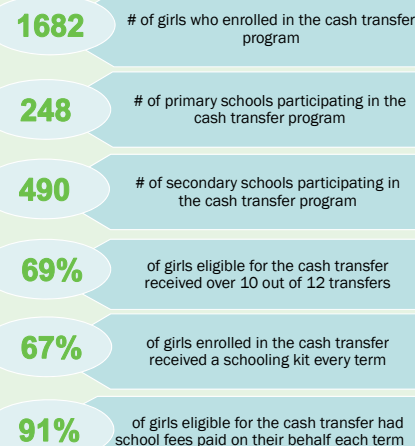 1682
# of girls who enrolled in the cash transfer
program
248
# of primary schools participating in the
cash transfer program
490
# of secondary schools participating in
the cash transfer program
69%
of girls eligible for the cash transfer
received over 10 out of 12 transfers
67%
of girls enrolled in the cash transfer
received a schooling kit every term
91%
of girls eligible for the cash transfer had
school fees paid on their behalf each term